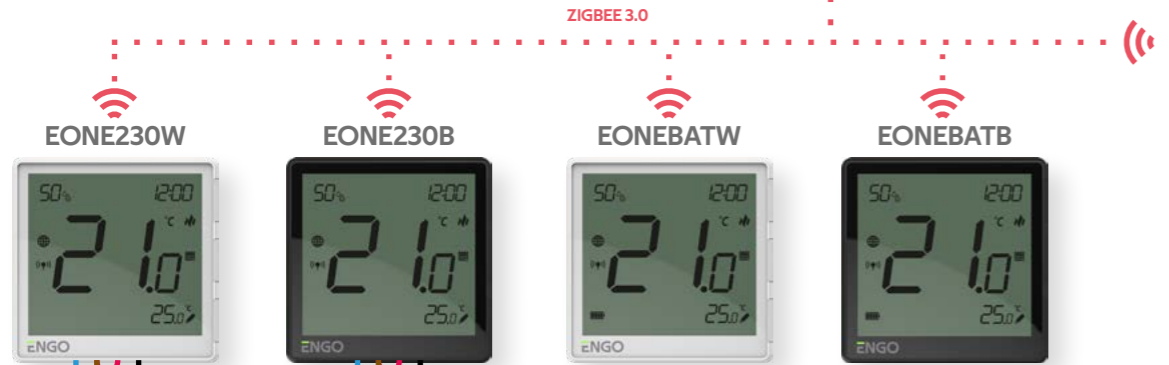 ZIGBEE 3.0
EONE230W EONE230B EONEBATW EONEBATB
50% 12:00 50% 12:00 50% 12:00 50% 12:00
°C °C °C °C
21.0 21.0 21.0 21.0
25.0 °C 25.0 °C 25.0 °C 25.0 °C
ENGO ENGO ENGO ENGO